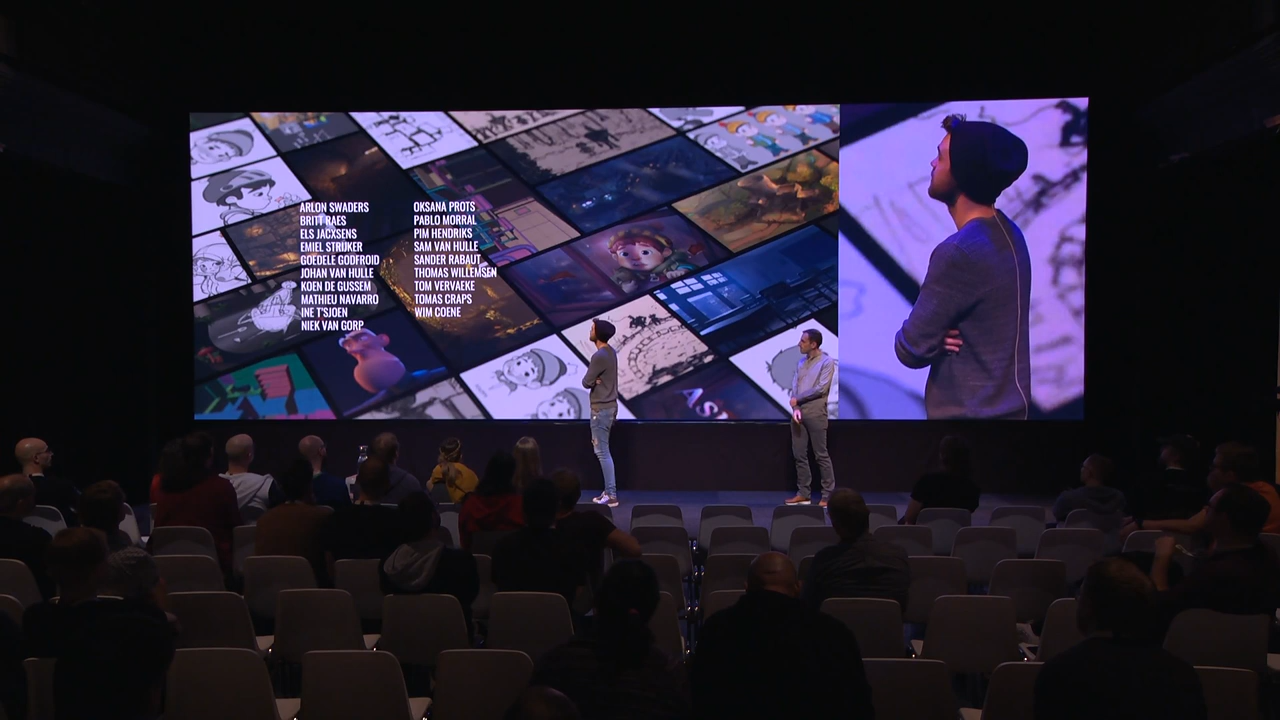 ARLON SWADERS
BRITT RAES
ELS JACXSENS
EMIEL STRIJKER
GOEDELE GODFROID
JOHAN VAN HULLE
KOEN DE GUSSEM
MATHIEU NAVARRO
INE T'SJOEN
NIEK VAN GORP
OKSANA PROTS
PABLO MORRAL
PIM HENDRIKS
SAM VAN HULLE
SANDER RABAUT
THOMAS WILLEMSEN
TOM VERVAEKE
TOMAS CRAPS
WIM COENE